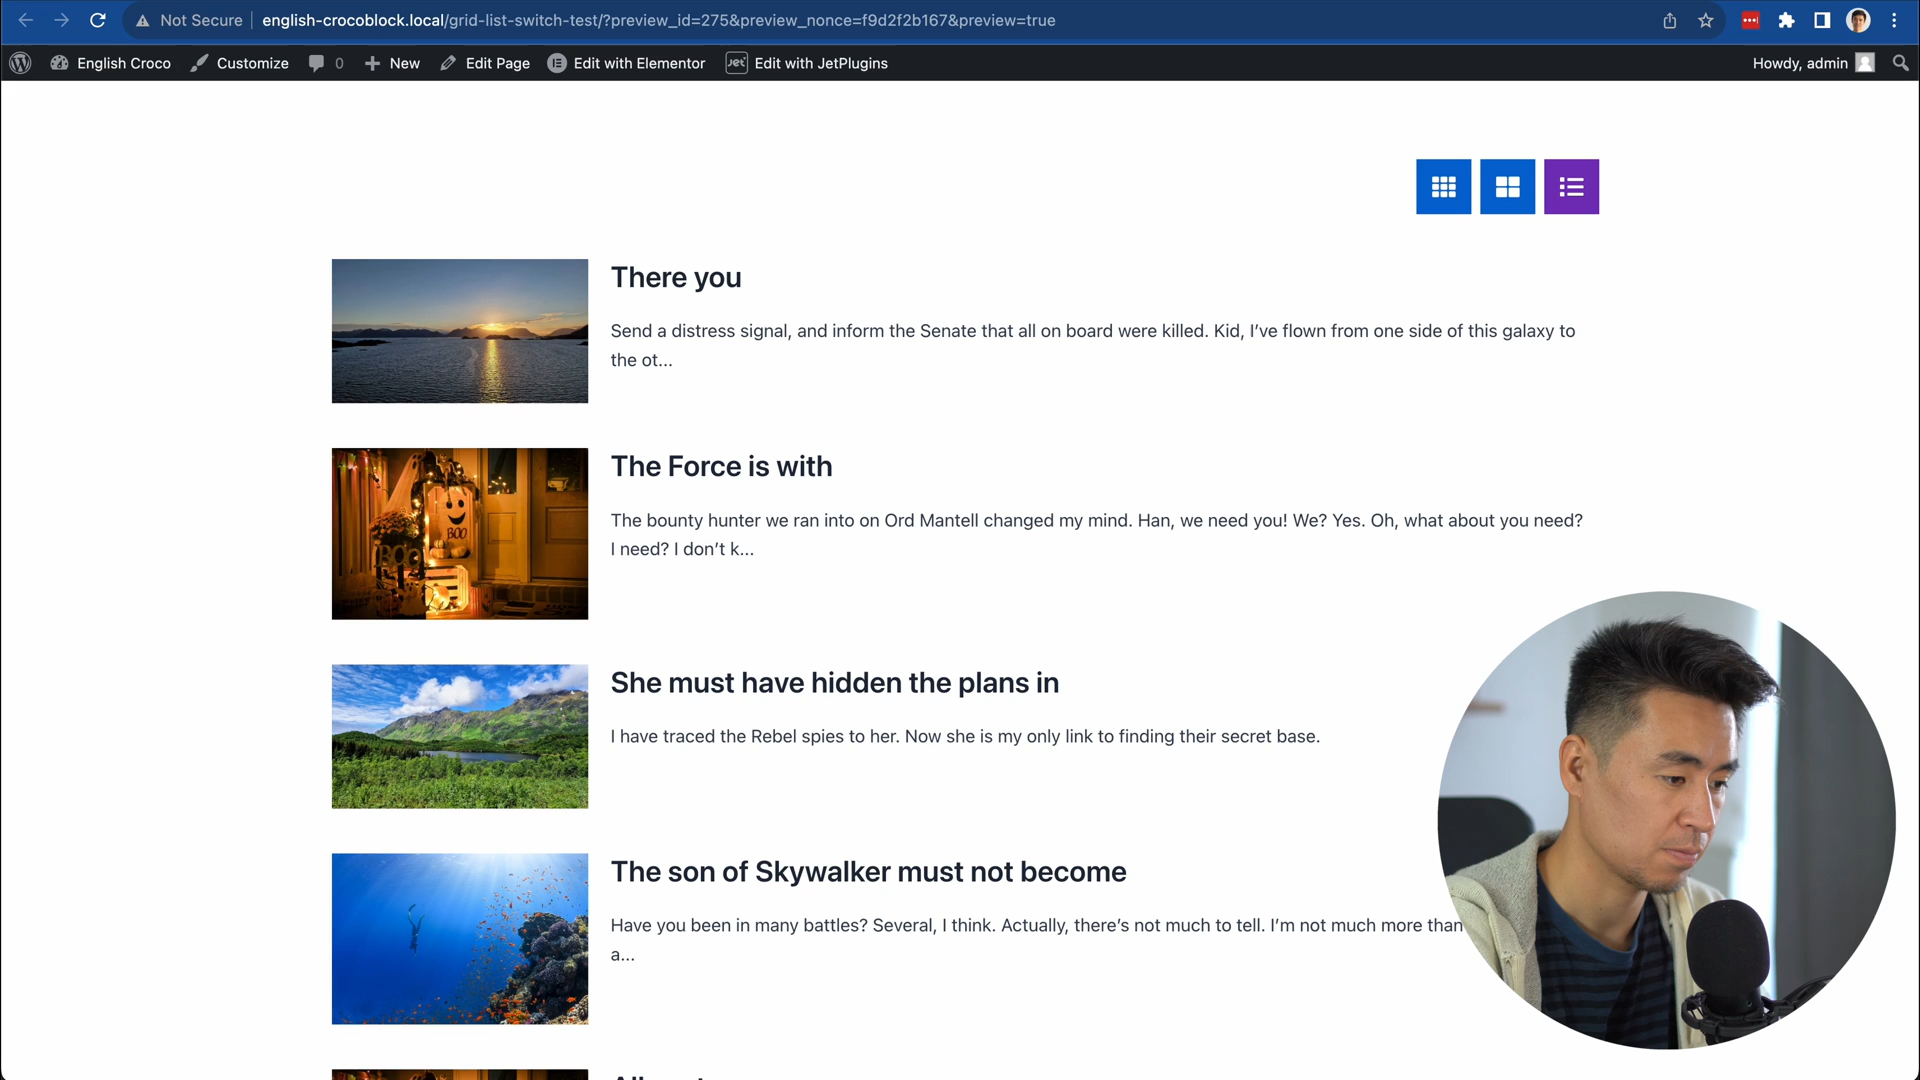 Not Secure
english-crocoblock.local/grid-list-switch-test/?preview_id=275&preview_nonce=f9d2f2b167&preview=true
English Croco
Customize
0
New
Edit Page
Edit with Elementor
Jet
Edit with JetPlugins
Howdy, admin
There you
Send a distress signal, and inform the Senate that all on board were killed. Kid, I’ve flown from one side of this galaxy to
the ot...
The Force is with
The bounty hunter we ran into on Ord Mantell changed my mind. Han, we need you! We? Yes. Oh, what about you need?
I need? I don’t k...
BOO
BOO
She must have hidden the plans in
I have traced the Rebel spies to her. Now she is my only link to finding their secret base.
The son of Skywalker must not become
Have you been in many battles? Several, I think. Actually, there’s not much to tell. I’m not much more than
a...